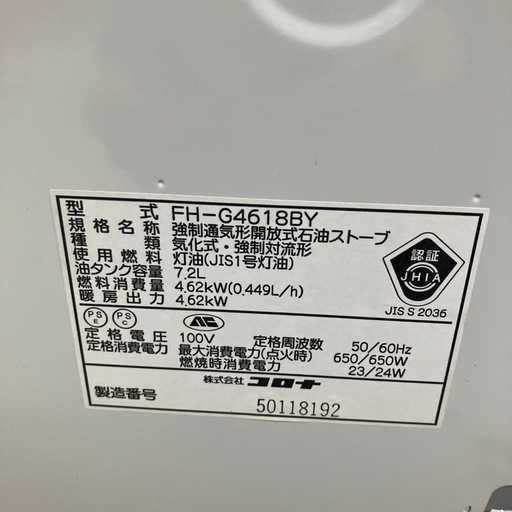 型 式 FH-G4618BY
規格名称 強制通気形開放式石油ストーブ
種 類 気化式・強制対流形
使用燃料 灯油(JIS1号灯油)
油タンク容量 7.2L
燃料消費量 4.62kW(0.449L/h)
暖房出力 4.62kW
認証
JHIA
JIS S 2036
PS E PS C
定格電圧 100V 定格周波数 50/60Hz
定格消費電力 最大消費電力(点火時) 650/650W
燃焼時消費電力 23/24W
株式会社 コロナ
製造番号 50118192